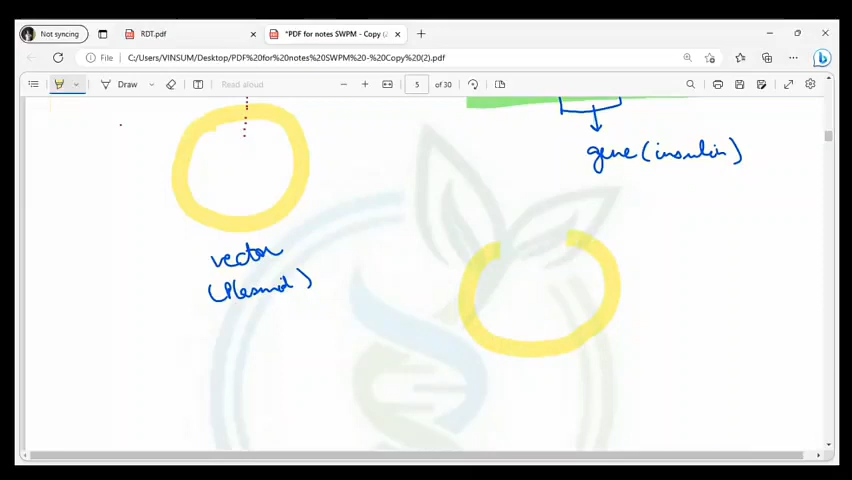 Not syncing
RDT.pdf
*PDF for notes SWPM - Copy (
File
C:/Users/VINSUM/Desktop/PDF%20for%20notes%20SWPM%20-%20Copy%20(2).pdf
Draw
Read aloud
5
of 30
gene (insulin)
vector
(Plasmid)